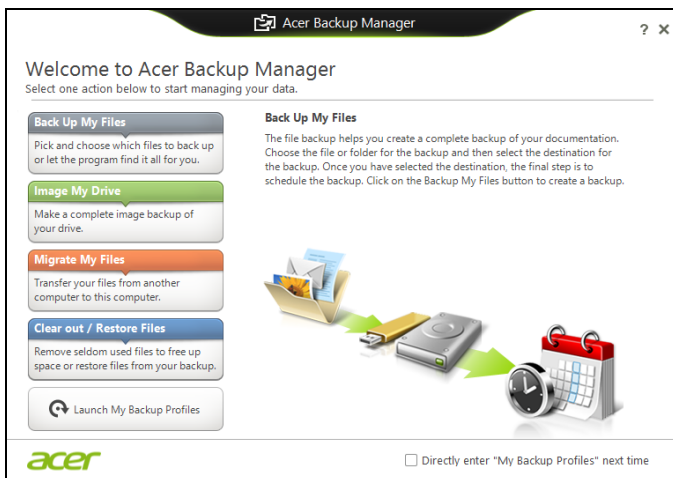 Acer Backup Manager
? X
Welcome to Acer Backup Manager
Select one action below to start managing your data.
Back Up My Files
Pick and choose which files to back up
or let the program find it all for you.
Image My Drive
Make a complete image backup of
your drive.
Migrate My Files
Transfer your files from another
computer to this computer.
Clear out / Restore Files
Remove seldom used files to free up
space or restore files from your backup.
Launch My Backup Profiles
Back Up My Files
The file backup helps you create a complete backup of your documentation.
Choose the file or folder for the backup and then select the destination for
the backup. Once you have selected the destination, the final step is to
schedule the backup. Click on the Backup My Files button to create a backup.
acer
Directly enter "My Backup Profiles" next time